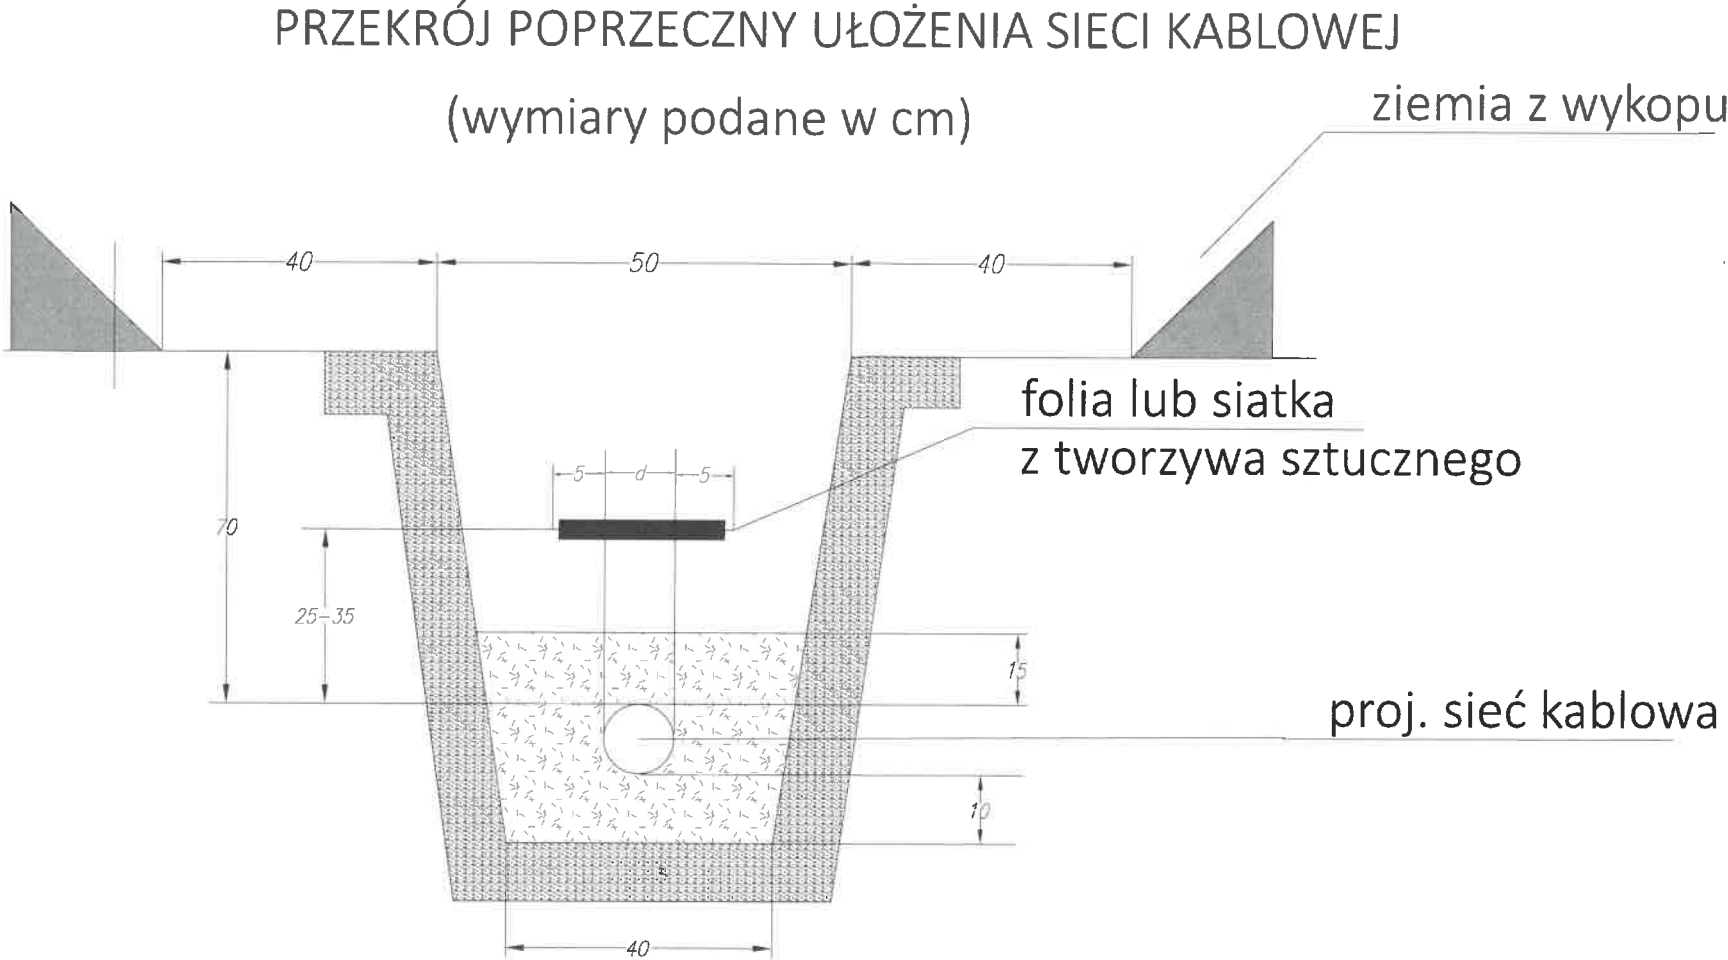 PRZEKRÓJ POPRZECZNY UŁOŻENIA SIECI KABLOWEJ
(wymiary podane w cm)
ziemia z wykopu
40
50
40
folia lub siatka
z tworzywa sztucznego
5
d
5
70
25-35
15
proj. sieć kablowa
10
40